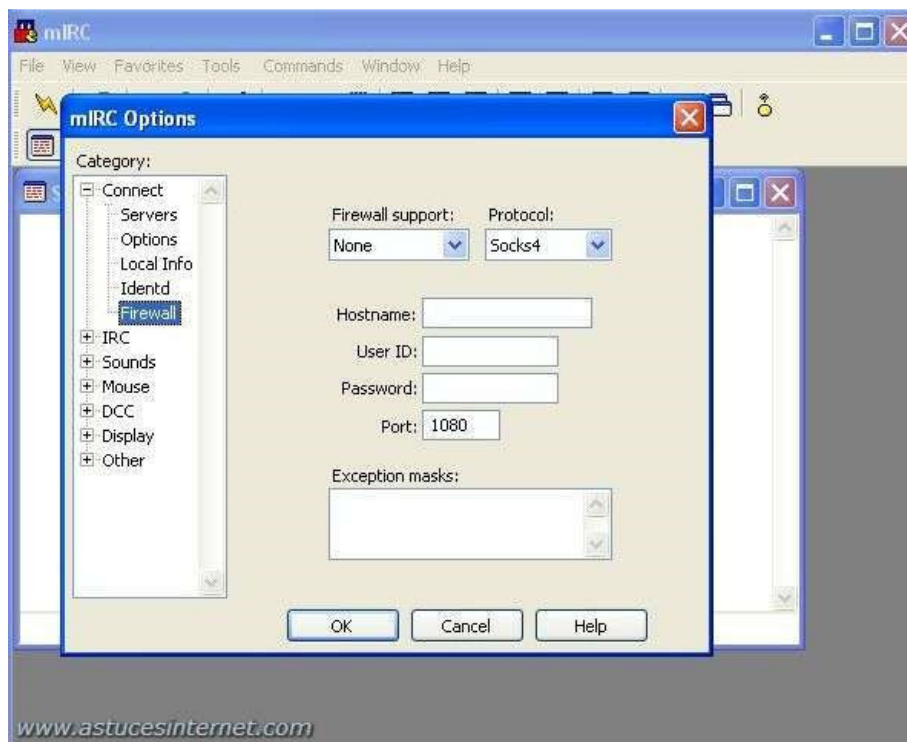 mIRC
File View Favorites Tools Commands Window Help
mIRC Options
Category:
Connect
Servers
Options
Local Info
Identd
Firewall
IRC
Sounds
Mouse
DCC
Display
Other
Firewall support: Protocol:
None Socks4
Hostname:
User ID:
Password:
Port: 1080
Exception masks:
OK Cancel Help
www.astucesinternet.com